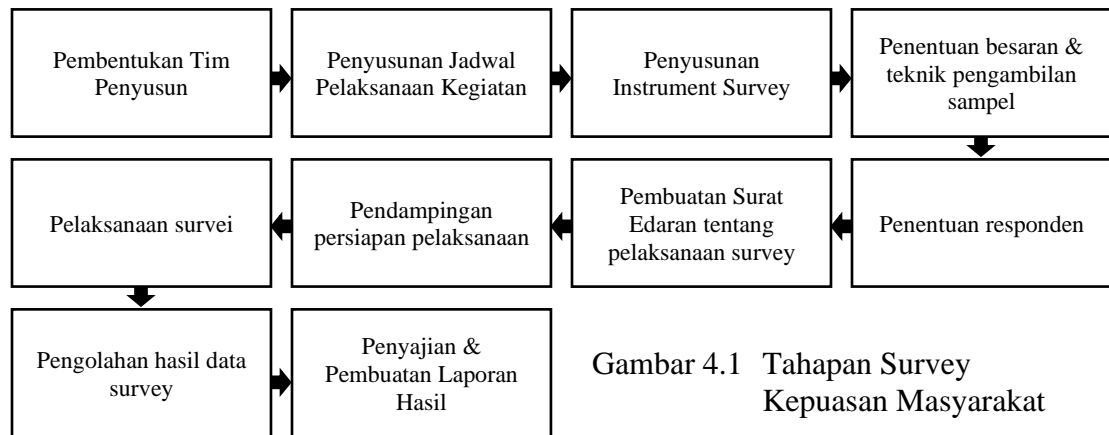 Pembentukan Tim
Penyusun
Penyusunan Jadwal
Pelaksanaan Kegiatan
Penyusunan
Instrument Survey
Penentuan besaran &
teknik pengambilan
sampel
Penentuan responden
Pembuatan Surat
Edaran tentang
pelaksanaan survey
Pendampingan
persiapan pelaksanaan
Pelaksanaan survei
Pengolahan hasil data
survey
Penyajian &
Pembuatan Laporan
Hasil
Gambar 4.1 Tahapan Survey
Kepuasan Masyarakat